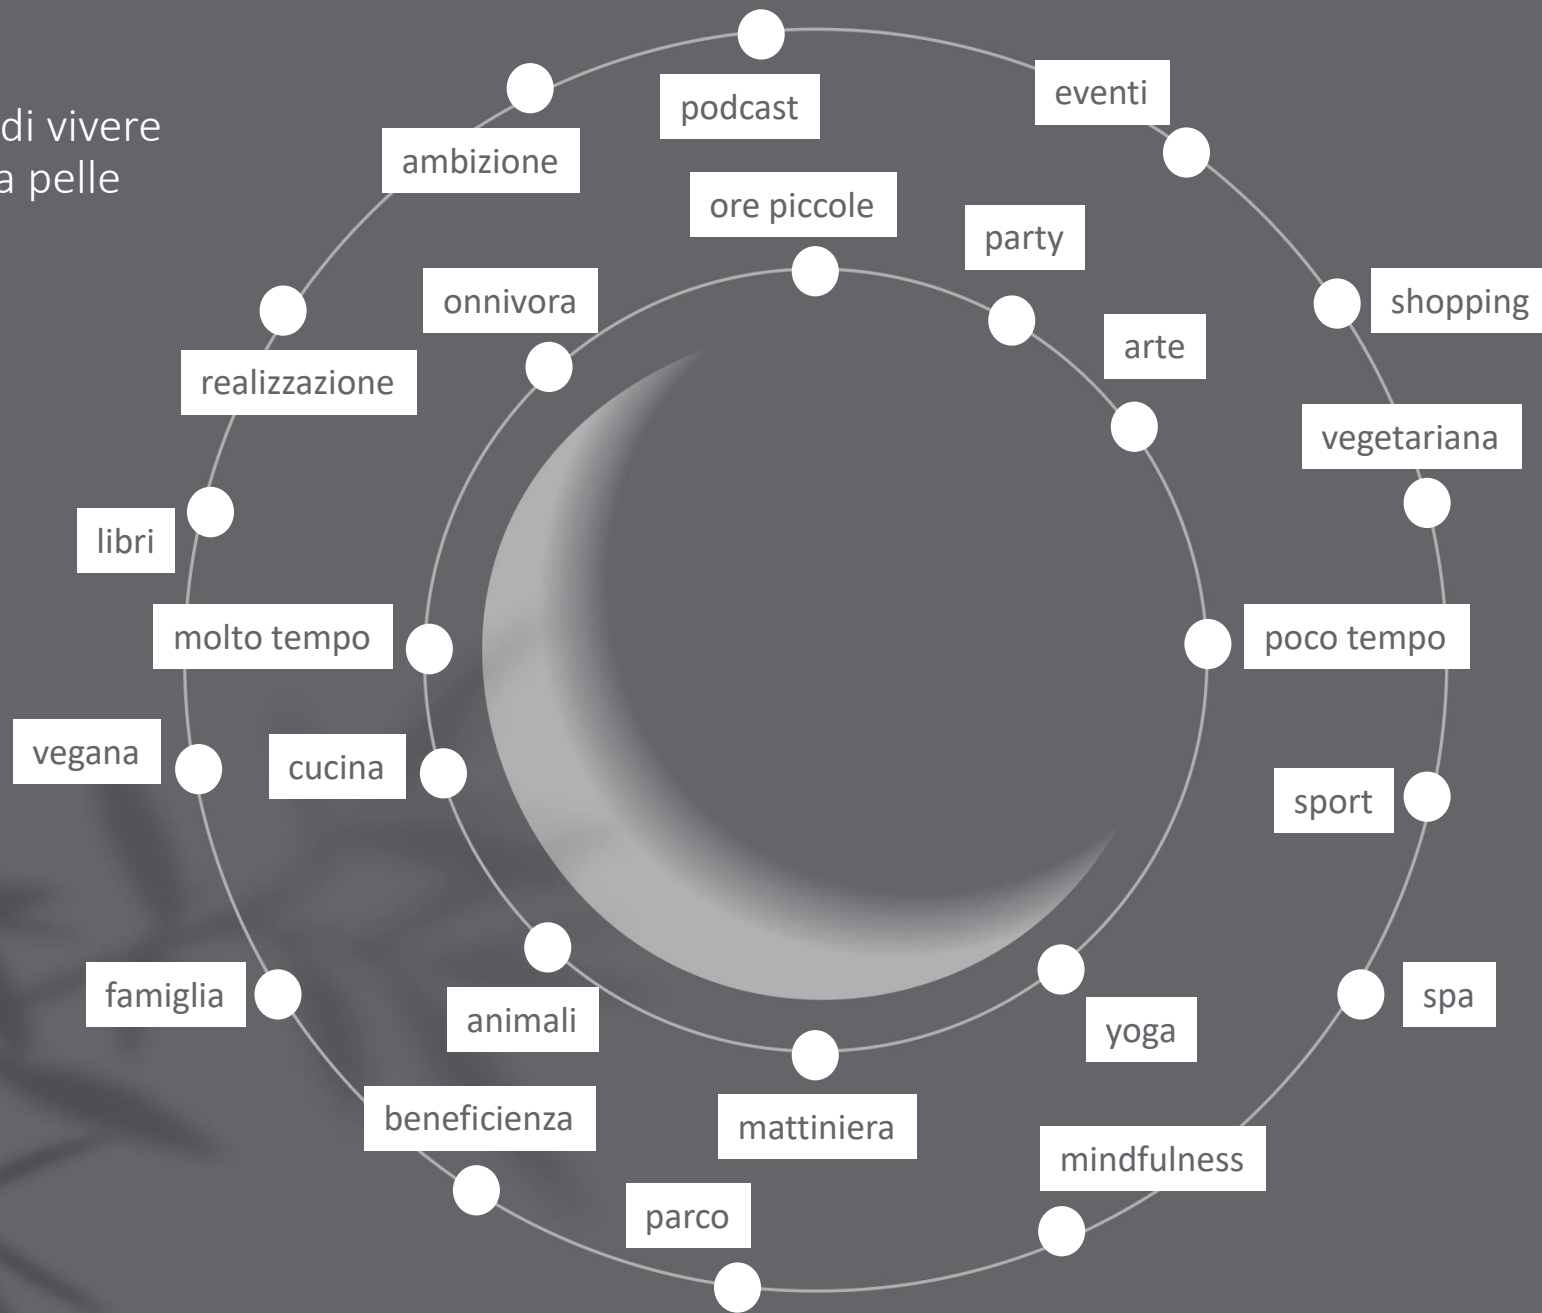 di vivere
a pelle
podcast
eventi
ambizione
ore piccole
party
onnivora
shopping
arte
realizzazione
vegetariana
libri
molto tempo
poco tempo
vegana
cucina
sport
famiglia
spa
animali
yoga
beneficienza
mattiniera
mindfulness
parco